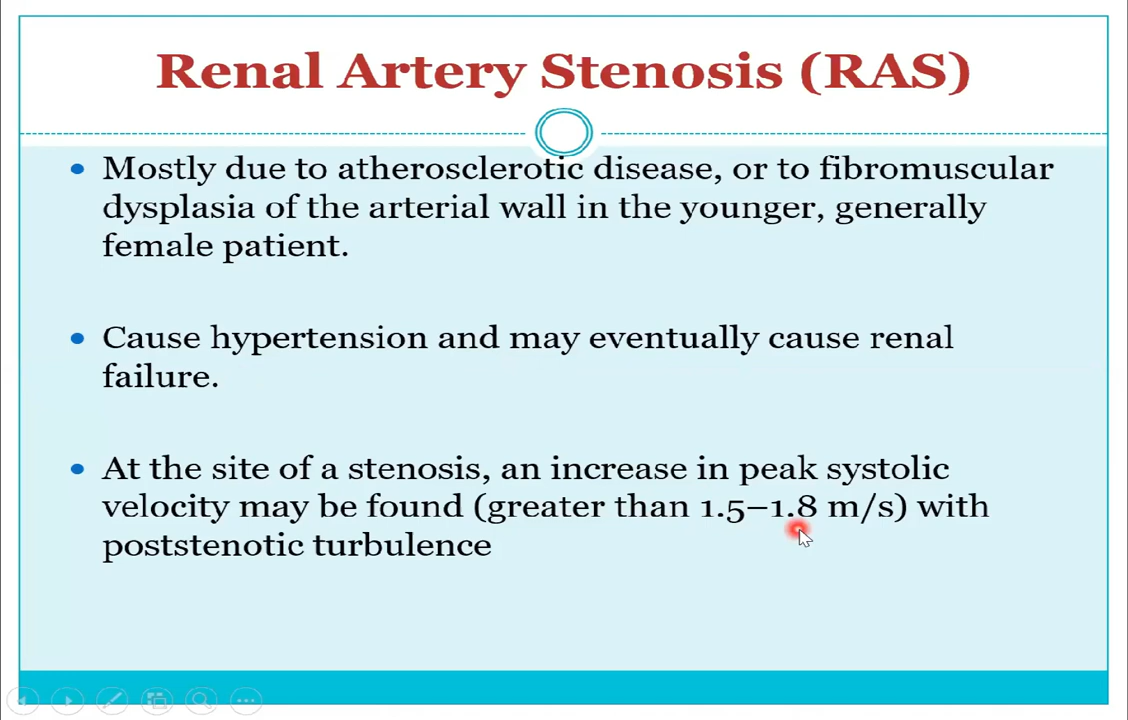 Renal Artery Stenosis (RAS)
• Mostly due to atherosclerotic disease, or to fibromuscular
dysplasia of the arterial wall in the younger, generally
female patient.
• Cause hypertension and may eventually cause renal
failure.
• At the site of a stenosis, an increase in peak systolic
velocity may be found (greater than 1.5–1.8 m/s) with
poststenotic turbulence